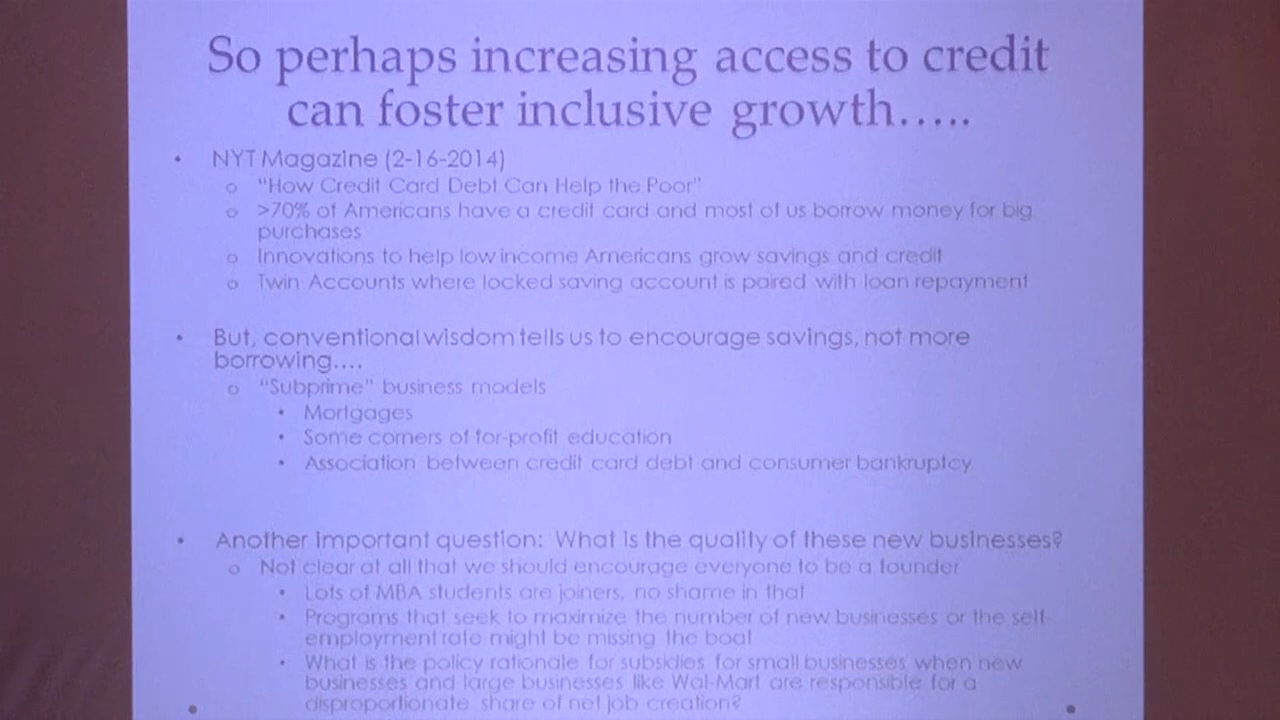 So perhaps increasing access to credit
can foster inclusive growth…..
• NYT Magazine (2-16-2014)
o "How Credit Card Debt Can Help the Poor"
o >70% of Americans have a credit card and most of us borrow money for big
purchases
o Innovations to help low income Americans grow savings and credit
o Twin Accounts where locked saving account is paired with loan repayment
• But, conventional wisdom tells us to encourage savings, not more
borrowing….
o "Subprime" business models
• Mortgages
• Some corners of for-profit education
• Association between credit card debt and consumer bankruptcy
• Another important question: What is the quality of these new businesses?
o Not clear at all that we should encourage everyone to be a founder
• Lots of MBA students are joiners, no shame in that
• Programs that seek to maximize the number of new businesses or the self-
employment rate might be missing the boat
• What is the policy rationale for subsidies for small businesses when new
businesses and large businesses like Wal-Mart are responsible for a
disproportionate share of net job creation?